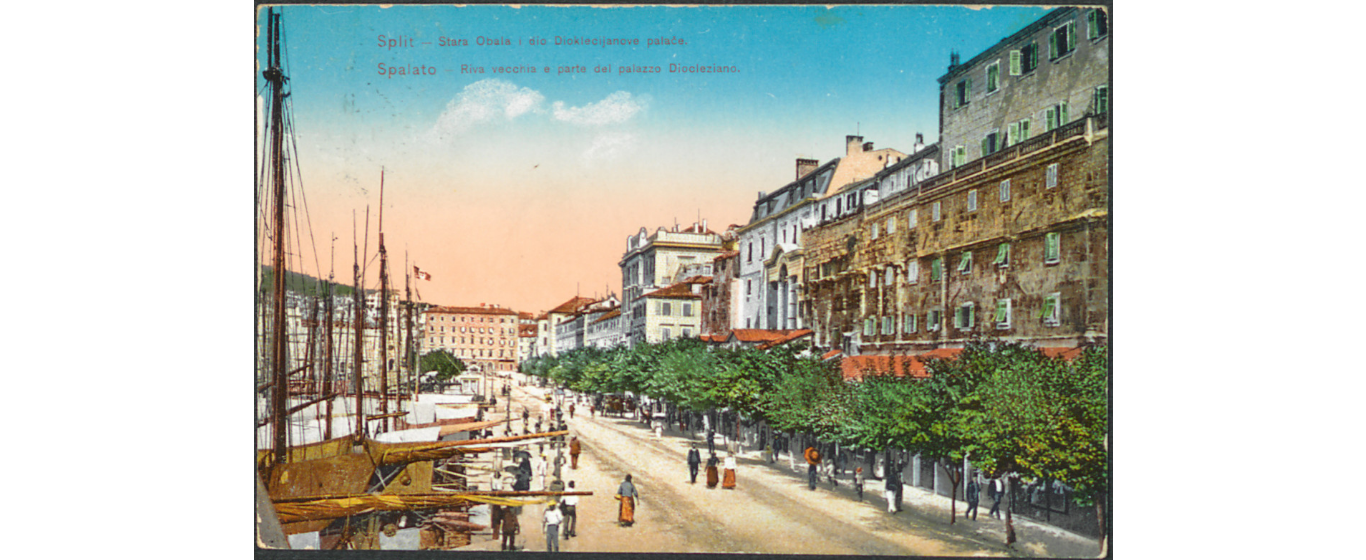 Split – Stara Obala i dio Dioklecijanove palače.
Spalato – Riva vecchia e parte del palazzo Diocleziano.